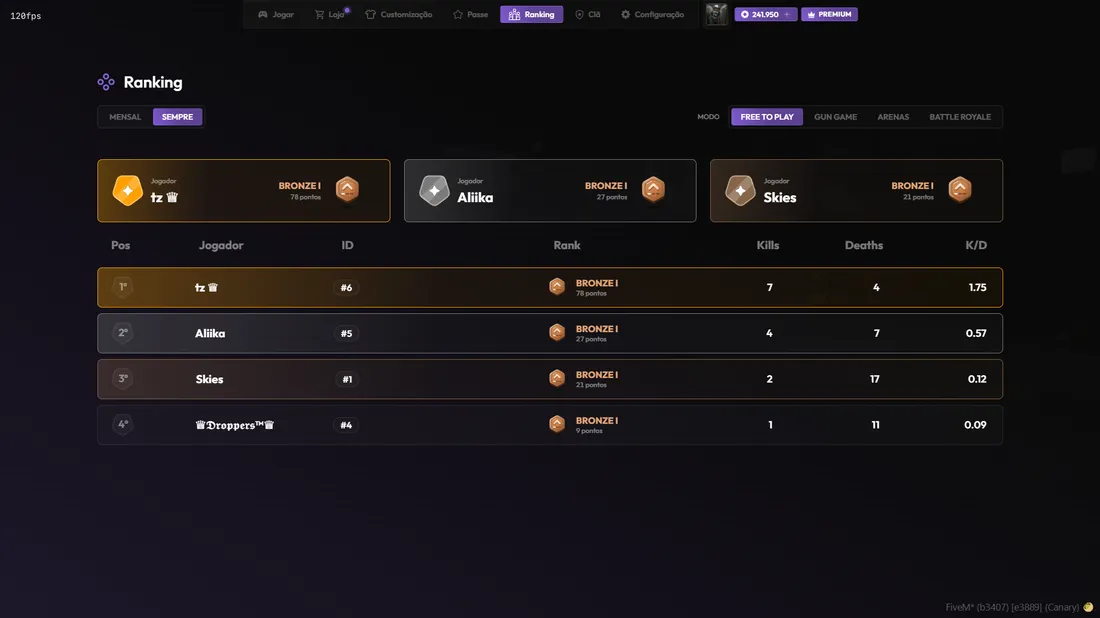 120fps
Jogar Loja Customização Passe Ranking Clã Configuração 241.950 + PREMIUM
Ranking
MENSAL SEMPRE MODO FREE TO PLAY GUN GAME ARENAS BATTLE ROYALE
Jogador
tz ♛
BRONZE I
78 pontos
Jogador
Aliika
BRONZE I
27 pontos
Jogador
Skies
BRONZE I
21 pontos
Pos Jogador ID Rank Kills Deaths K/D
1º tz ♛ #6 BRONZE I 7 4 1.75
78 pontos
2º Aliika #5 BRONZE I 4 7 0.57
27 pontos
3º Skies #1 BRONZE I 2 17 0.12
21 pontos
4º ♛𝕯𝖗𝖔𝖕𝖕𝖊𝖗𝖘™♛ #4 BRONZE I 1 11 0.09
9 pontos
FiveM* (b3407) [e3889] (Canary)